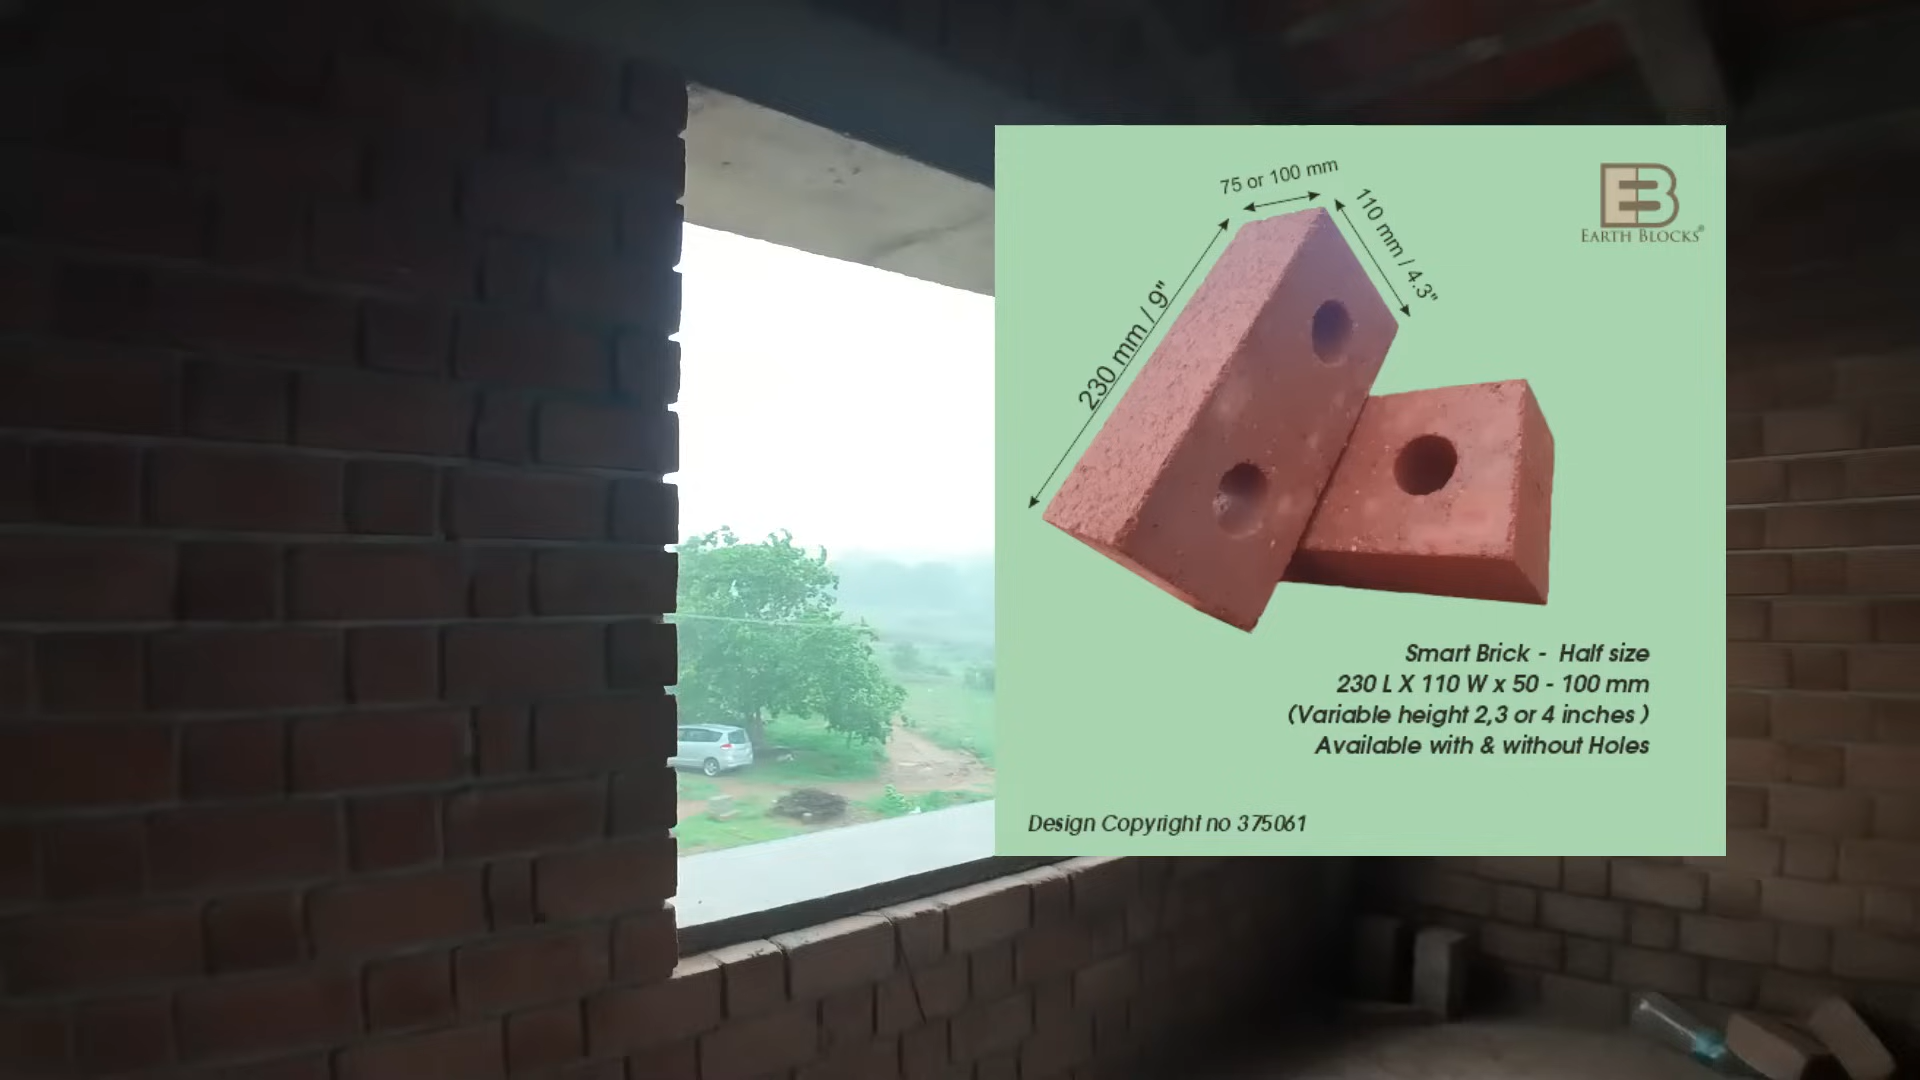 75 or 100 mm
110 mm / 4.3"
230 mm / 9"
EB
EARTH BLOCKS®
Smart Brick - Half size
230 L X 110 W x 50 - 100 mm
(Variable height 2,3 or 4 inches )
Available with & without Holes
Design Copyright no 375061